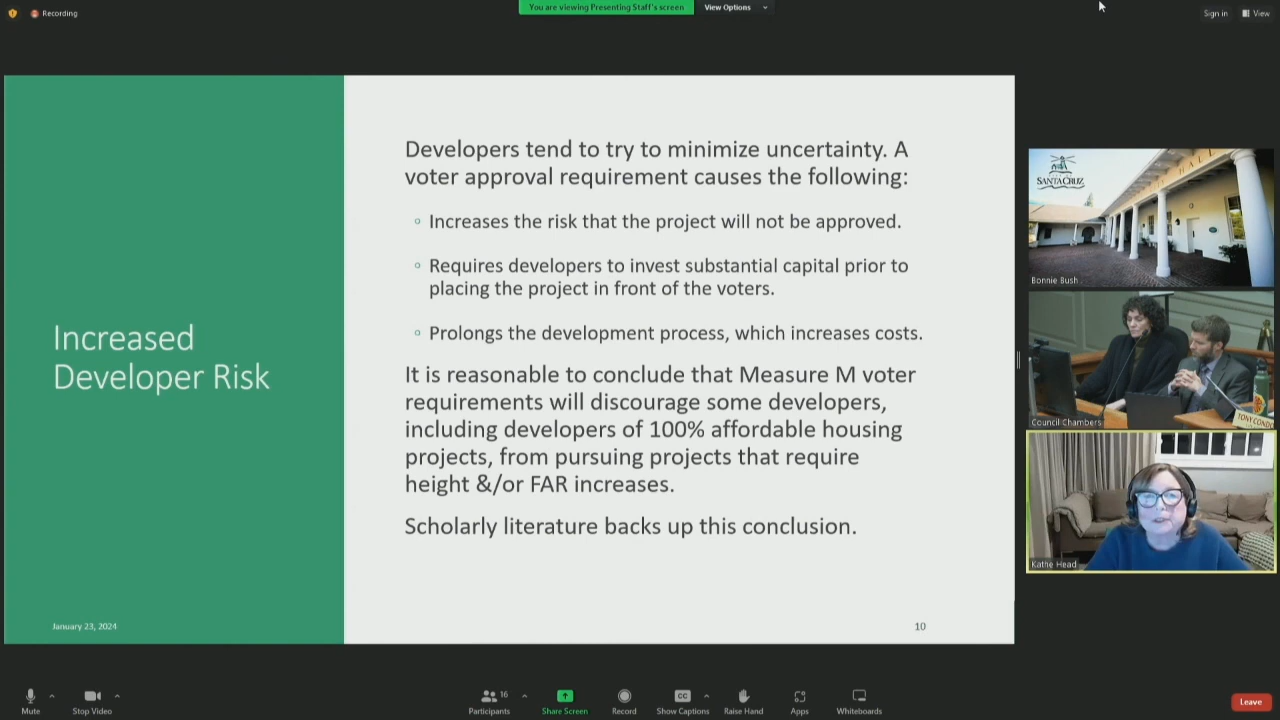 Recording
You are viewing Presenting Staff's screen
View Options
Sign in
View
Increased
Developer Risk
January 23, 2024
Developers tend to try to minimize uncertainty. A
voter approval requirement causes the following:
Increases the risk that the project will not be approved.
Requires developers to invest substantial capital prior to
placing the project in front of the voters.
Prolongs the development process, which increases costs.
It is reasonable to conclude that Measure M voter
requirements will discourage some developers,
including developers of 100% affordable housing
projects, from pursuing projects that require
height &/or FAR increases.
Scholarly literature backs up this conclusion.
10
SANTA CRUZ
HALL
Bonnie Bush
Council Chambers
Kathe Head
Mute
Stop Video
Participants
16
Share Screen
CC
Show Captions
Record
Raise Hand
Apps
Whiteboards
Leave